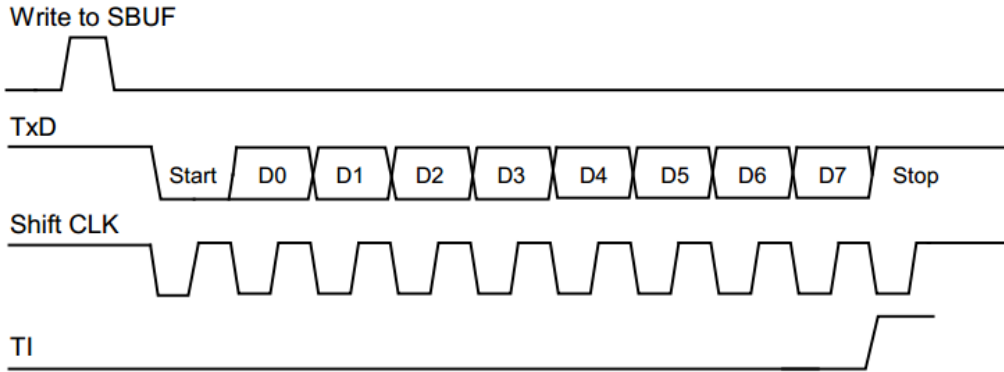 Write to SBUF
TxD
Start D0 D1 D2 D3 D4 D5 D6 D7 Stop
Shift CLK
TI